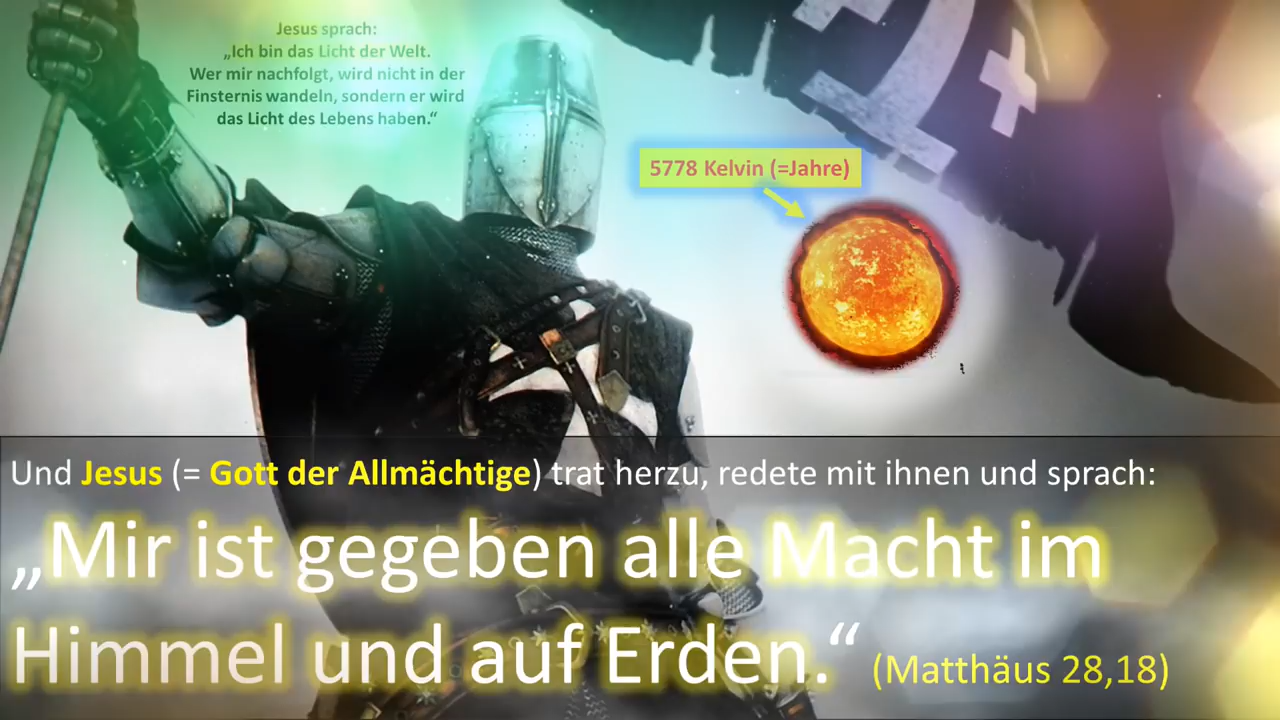 Jesus sprach:
„Ich bin das Licht der Welt.
Wer mir nachfolgt, wird nicht in der
Finsternis wandeln, sondern er wird
das Licht des Lebens haben.“
5778 Kelvin (=Jahre)
Und Jesus (= Gott der Allmächtige) trat herzu, redete mit ihnen und sprach:
„Mir ist gegeben alle Macht im
Himmel und auf Erden.“ (Matthäus 28,18)